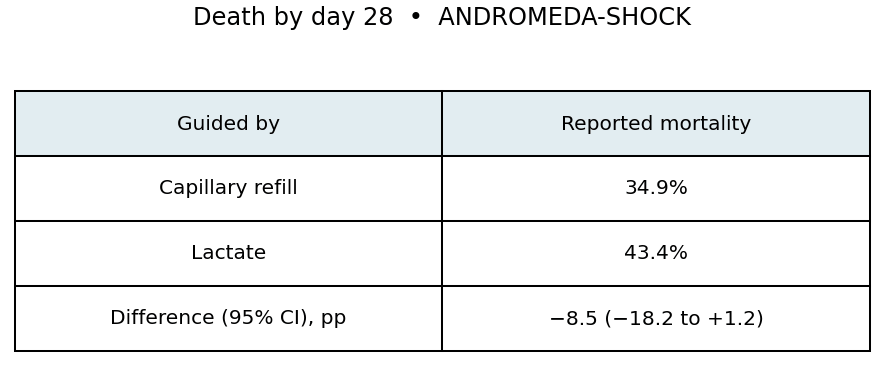 Death by day 28 • ANDROMEDA-SHOCK
Guided by Reported mortality
Capillary refill 34.9%
Lactate 43.4%
Difference (95% CI), pp −8.5 (−18.2 to +1.2)